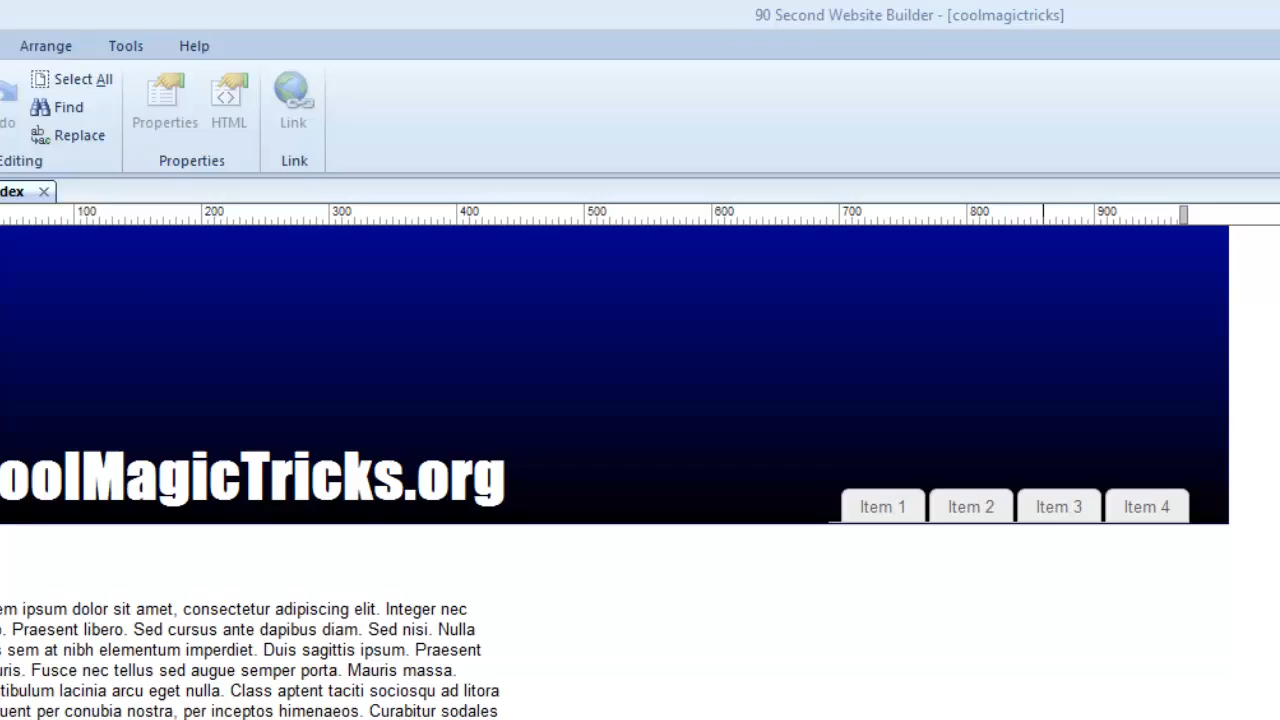 90 Second Website Builder - [coolmagictricks]
Arrange Tools Help
Select All
Find
do Properties HTML Link
ab ac Replace
Editing Properties Link
dex
100 200 300 400 500 600 700 800 900
oolMagicTricks.org
Item 1 Item 2 Item 3 Item 4
em ipsum dolor sit amet, consectetur adipiscing elit. Integer nec
. Praesent libero. Sed cursus ante dapibus diam. Sed nisi. Nulla
s sem at nibh elementum imperdiet. Duis sagittis ipsum. Praesent
uris. Fusce nec tellus sed augue semper porta. Mauris massa.
tibulum lacinia arcu eget nulla. Class aptent taciti sociosqu ad litora
uent per conubia nostra, per inceptos himenaeos. Curabitur sodales